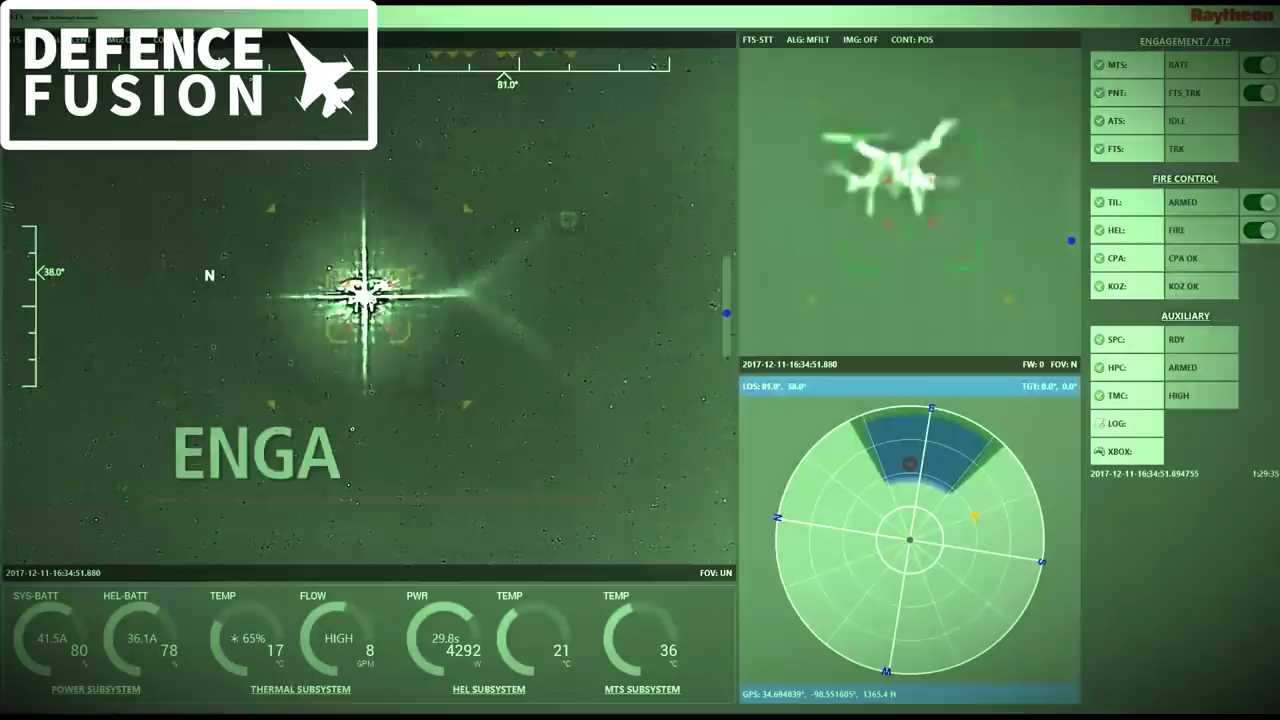 DEFENCE
FUSION
Raytheon
81.0°
38.0°
N
ENGA
2017-12-11-16:34:51.880
FOV: UN
FTS-STT ALG: MFILT IMG: OFF CONT: POS
2017-12-11-16:34:51.880
FW: 0 FOV: N
LOS: 81.0°, 38.0°
TGT: 0.0°, 0.0°
E
N
S
W
GPS: 34.694839°, -98.551605°, 1365.4 ft
ENGAGEMENT / ATP
MTS: RATE
PNT: FTS_TRK
ATS: IDLE
FTS: TRK
FIRE CONTROL
TIL: ARMED
HEL: FIRE
CPA: CPA OK
KOZ: KOZ OK
AUXILIARY
SPC: RDY
HPC: ARMED
TMC: HIGH
LOG:
XBOX:
2017-12-11-16:34:51.894755
1:29:35
SYS-BATT HEL-BATT TEMP FLOW PWR TEMP TEMP
41.5A 36.1A 65% HIGH 29.8s
80 % 78 % 17 °C 8 GPM 4292 W 21 °C 36 °C
POWER SUBSYSTEM THERMAL SUBSYSTEM HEL SUBSYSTEM MTS SUBSYSTEM